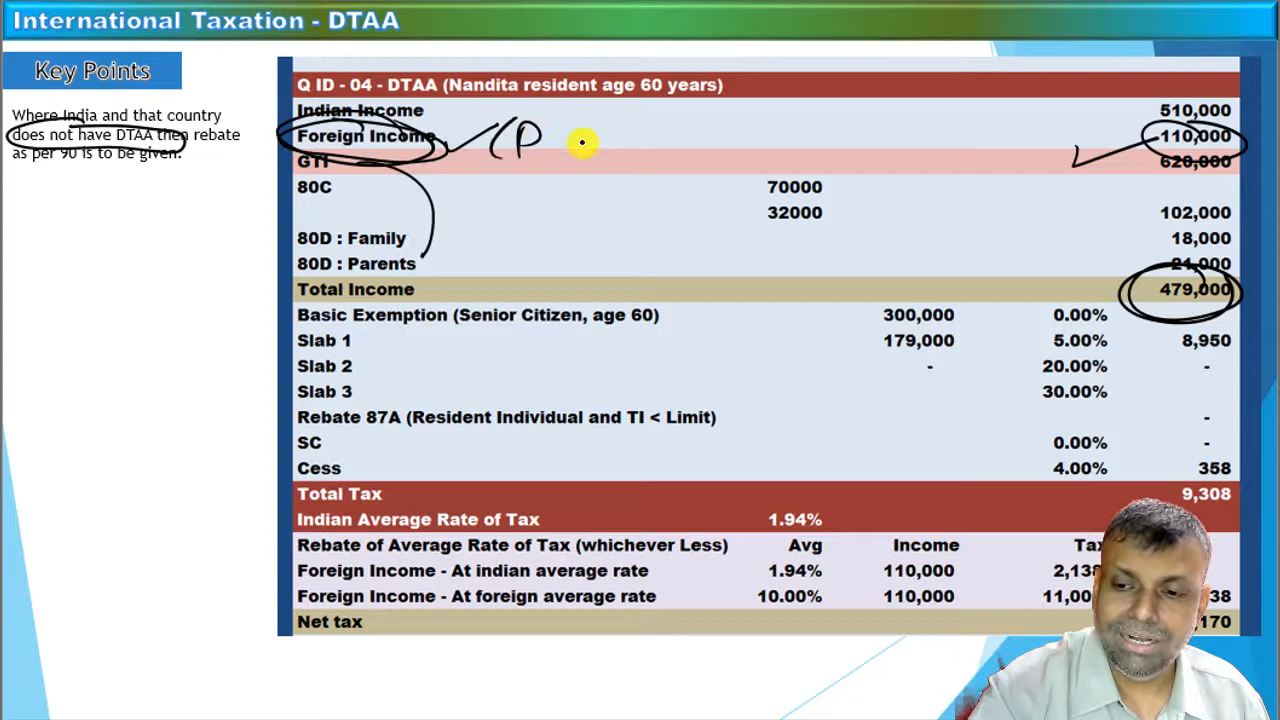 International Taxation - DTAA
Key Points
Where India and that country
does not have DTAA then rebate
as per 90 is to be given.
Q ID - 04 - DTAA (Nandita resident age 60 years)
Indian Income 510,000
Foreign Income (P 110,000
GTI 620,000
80C 70000
32000 102,000
80D : Family 18,000
80D : Parents 21,000
Total Income 479,000
Basic Exemption (Senior Citizen, age 60) 300,000 0.00%
Slab 1 179,000 5.00% 8,950
Slab 2 - 20.00% -
Slab 3 30.00%
Rebate 87A (Resident Individual and TI < Limit) -
SC 0.00% -
Cess 4.00% 358
Total Tax 9,308
Indian Average Rate of Tax 1.94%
Rebate of Average Rate of Tax (whichever Less) Avg Income Tax
Foreign Income - At indian average rate 1.94% 110,000
Foreign Income - At foreign average rate 10.00% 110,000
Net tax